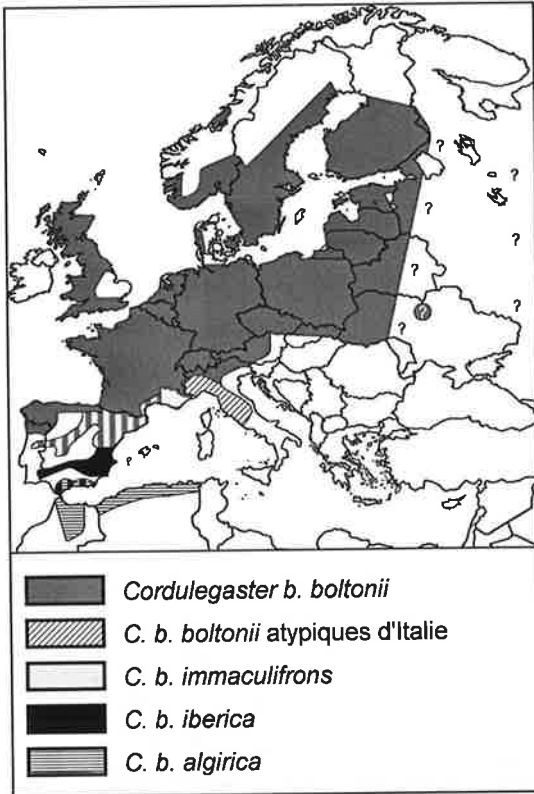 ?
?
?
?
?
?
?
?
Cordulegaster b. boltonii
C. b. boltonii atypiques d'Italie
C. b. immaculifrons
C. b. iberica
C. b. algirica